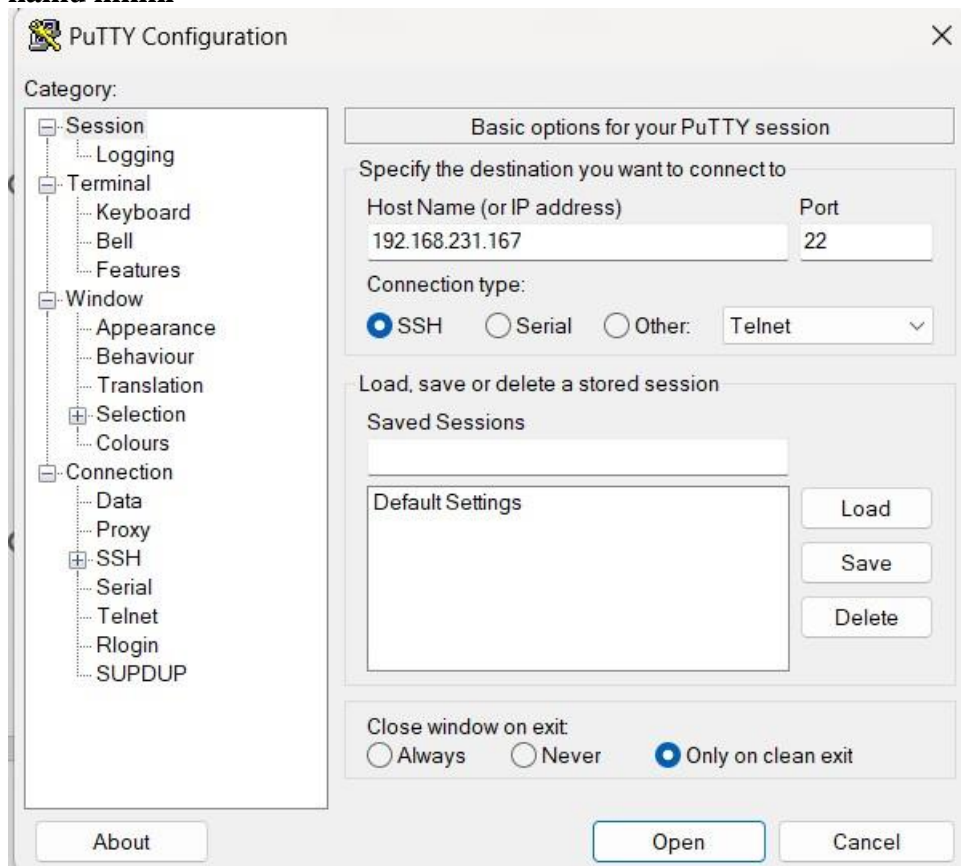 PuTTY Configuration
Category:
Session
Logging
Terminal
Keyboard
Bell
Features
Window
Appearance
Behaviour
Translation
Selection
Colours
Connection
Data
Proxy
SSH
Serial
Telnet
Rlogin
SUPDUP
Basic options for your PuTTY session
Specify the destination you want to connect to
Host Name (or IP address) Port
192.168.231.167 22
Connection type:
SSH Serial Other: Telnet
Load, save or delete a stored session
Saved Sessions
Default Settings
Load
Save
Delete
Close window on exit:
Always Never Only on clean exit
About Open Cancel